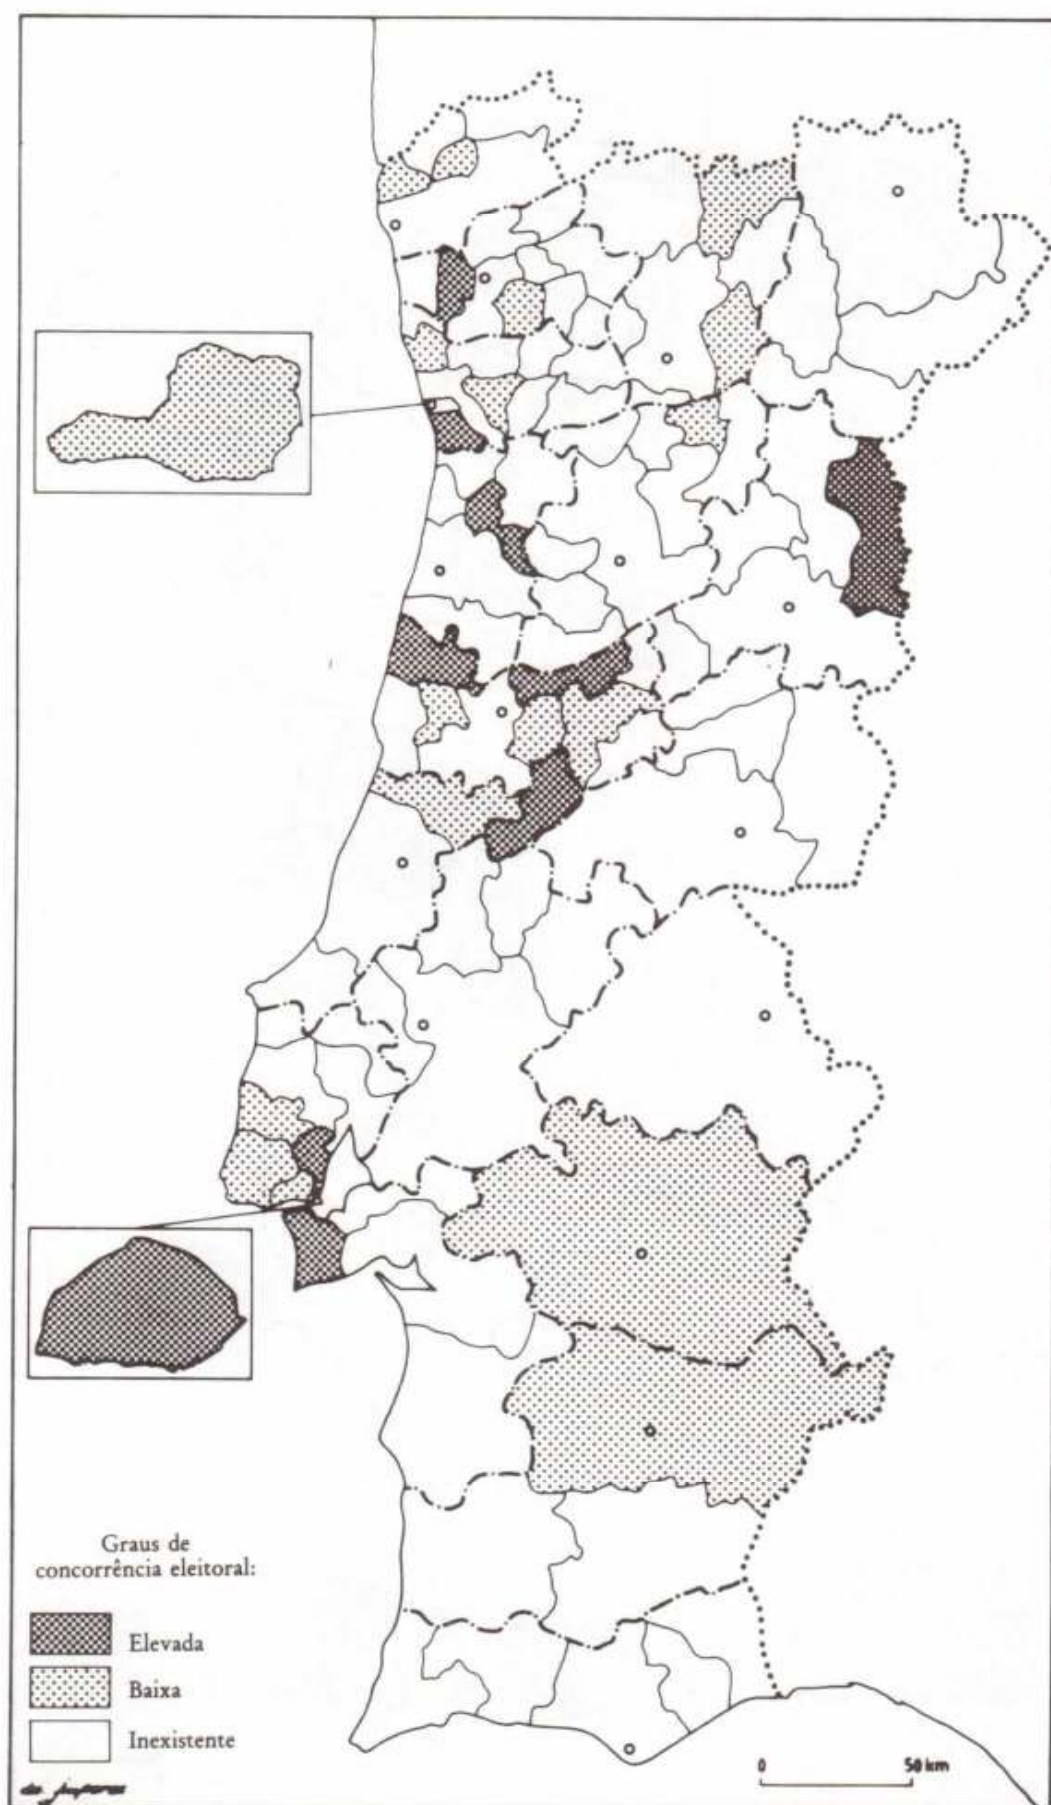 Graus de
concorrência eleitoral:
Elevada
Baixa
Inexistente
0 50 km